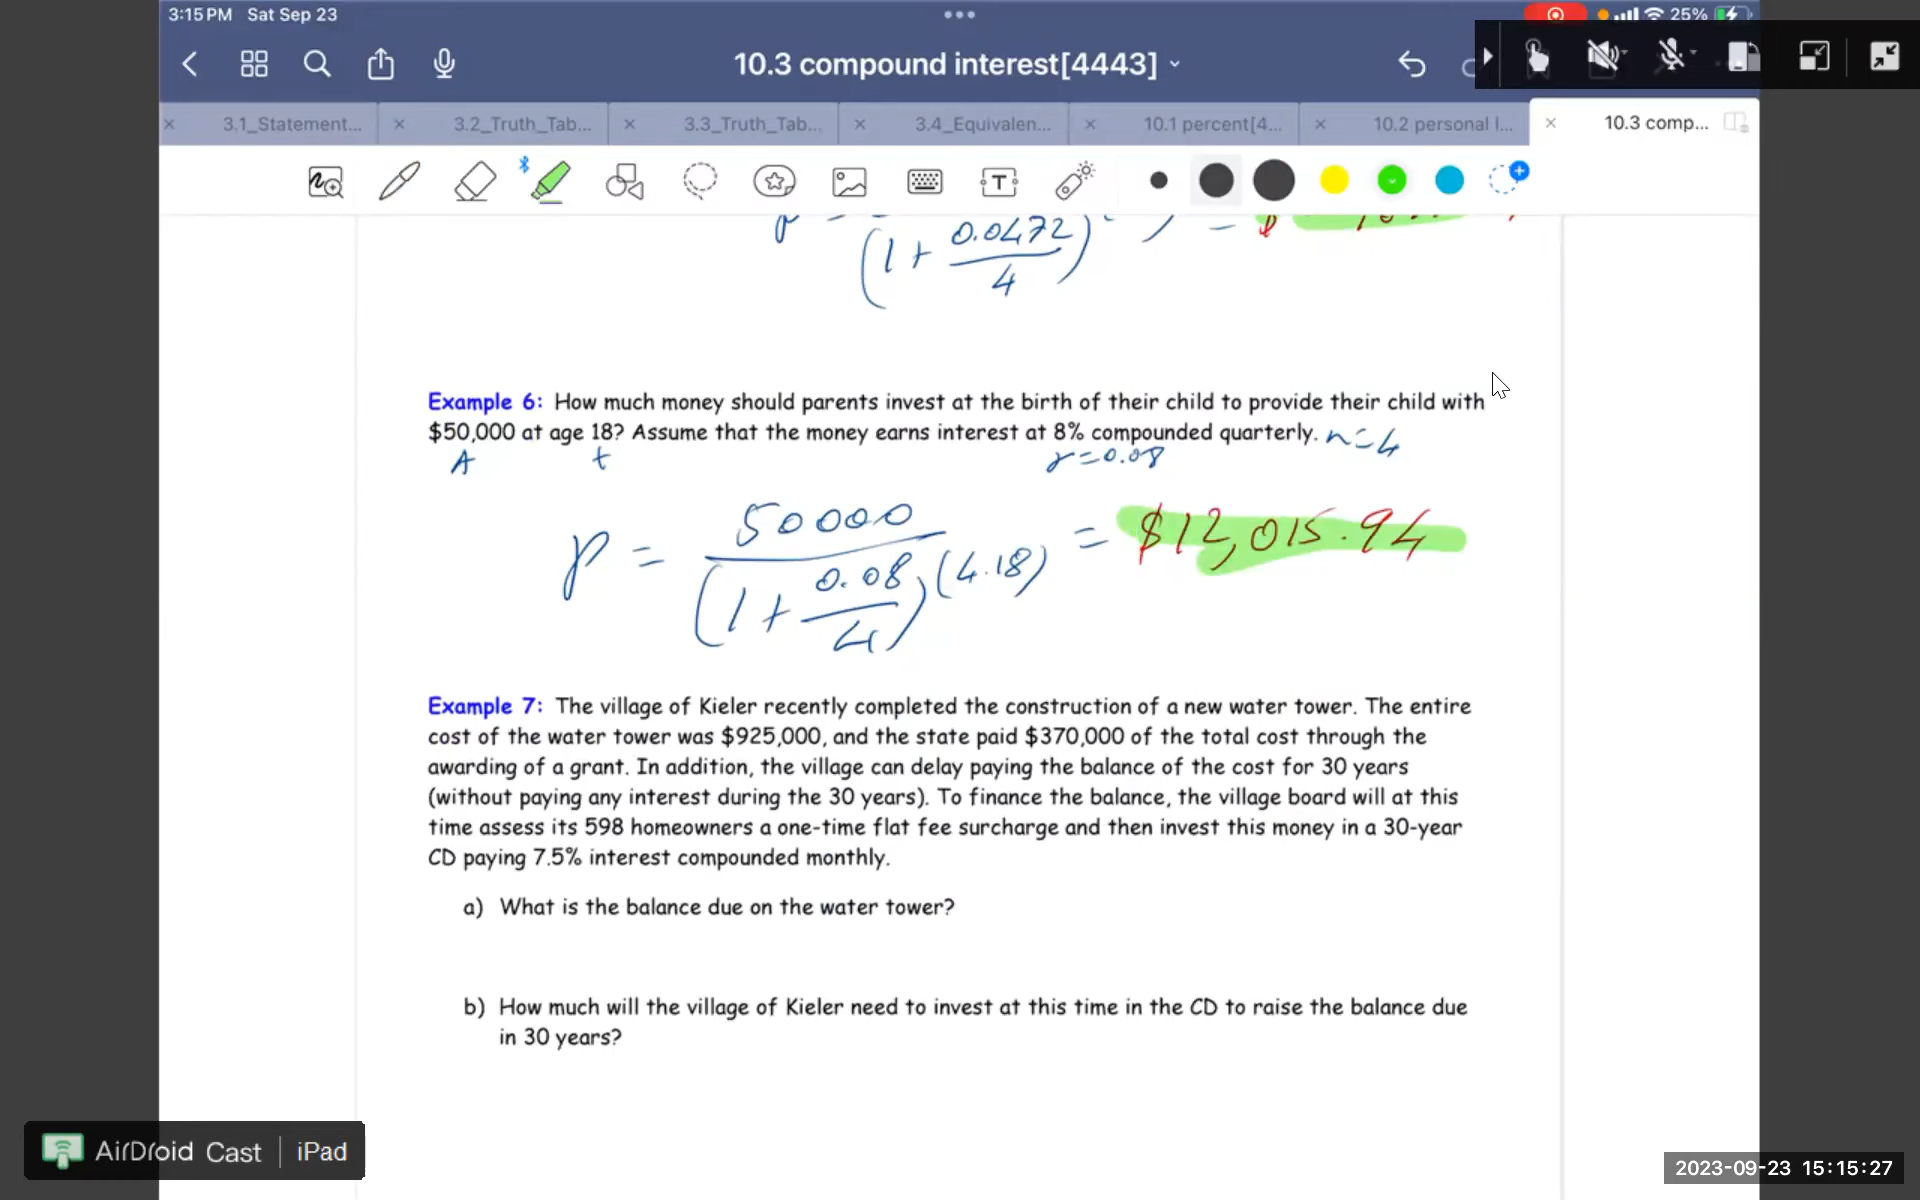 3:15 PM Sat Sep 23
25%
10.3 compound interest[4443]
3.1_Statement...
3.2_Truth_Tab...
3.3_Truth_Tab...
3.4_Equivalen...
10.1 percent[4...
10.2 personal l...
10.3 comp...
T
(1 + 0.0472
4
Example 6: How much money should parents invest at the birth of their child to provide their child with
$50,000 at age 18? Assume that the money earns interest at 8% compounded quarterly. n=4
A t r=0.08
P = 50000 = $12,015.94
(1 + 0.08 / 4) (4.18)
Example 7: The village of Kieler recently completed the construction of a new water tower. The entire
cost of the water tower was $925,000, and the state paid $370,000 of the total cost through the
awarding of a grant. In addition, the village can delay paying the balance of the cost for 30 years
(without paying any interest during the 30 years). To finance the balance, the village board will at this
time assess its 598 homeowners a one-time flat fee surcharge and then invest this money in a 30-year
CD paying 7.5% interest compounded monthly.
a) What is the balance due on the water tower?
b) How much will the village of Kieler need to invest at this time in the CD to raise the balance due
in 30 years?
AirDroid Cast | iPad
2023-09-23 15:15:27